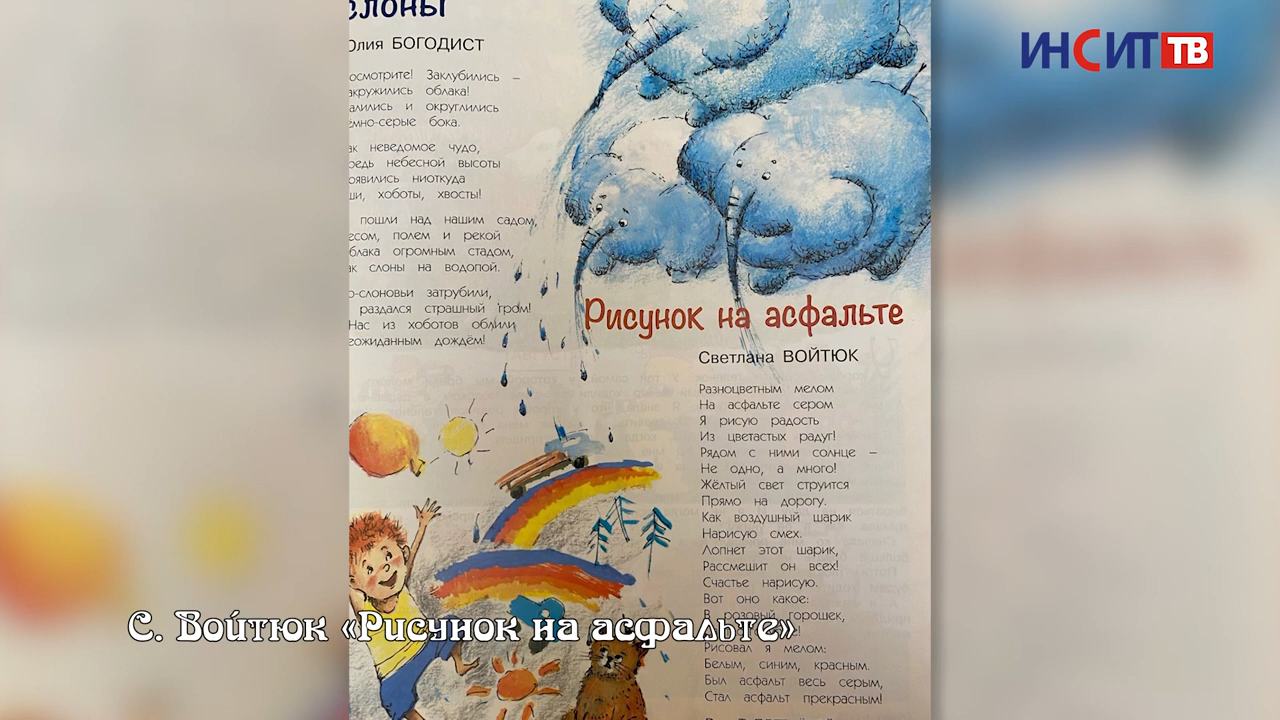 слоны
Юлия БОГОДИСТ
осмотрите! Заклубились –
акружились облака!
алились и округлились
ёмно-серые бока.
ак неведомое чудо,
редь небесной высоты
оявились ниоткуда
ши, хоботы, хвосты!
пошли над нашим садом,
есом, полем и рекой
блака огромным стадом,
ак слоны на водопой.
о-слоновьи затрубили,
раздался страшный гром!
Нас из хоботов облили
еожиданным дождём!
ИНСИТ ТВ
Рисунок на асфальте
Светлана ВОЙТЮК
Разноцветным мелом
На асфальте сером
Я рисую радость
Из цветастых радуг!
Рядом с ними солнце –
Не одно, а много!
Жёлтый свет струится
Прямо на дорогу.
Как воздушный шарик
Нарисую смех.
Лопнет этот шарик,
Рассмешит он всех!
Счастье нарисую.
Вот оно какое:
В розовый горошек,
Рисовал я мелом:
Белым, синим, красным.
Был асфальт весь серым,
Стал асфальт прекрасным!
С. Войтюк «Рисунок на асфальте»